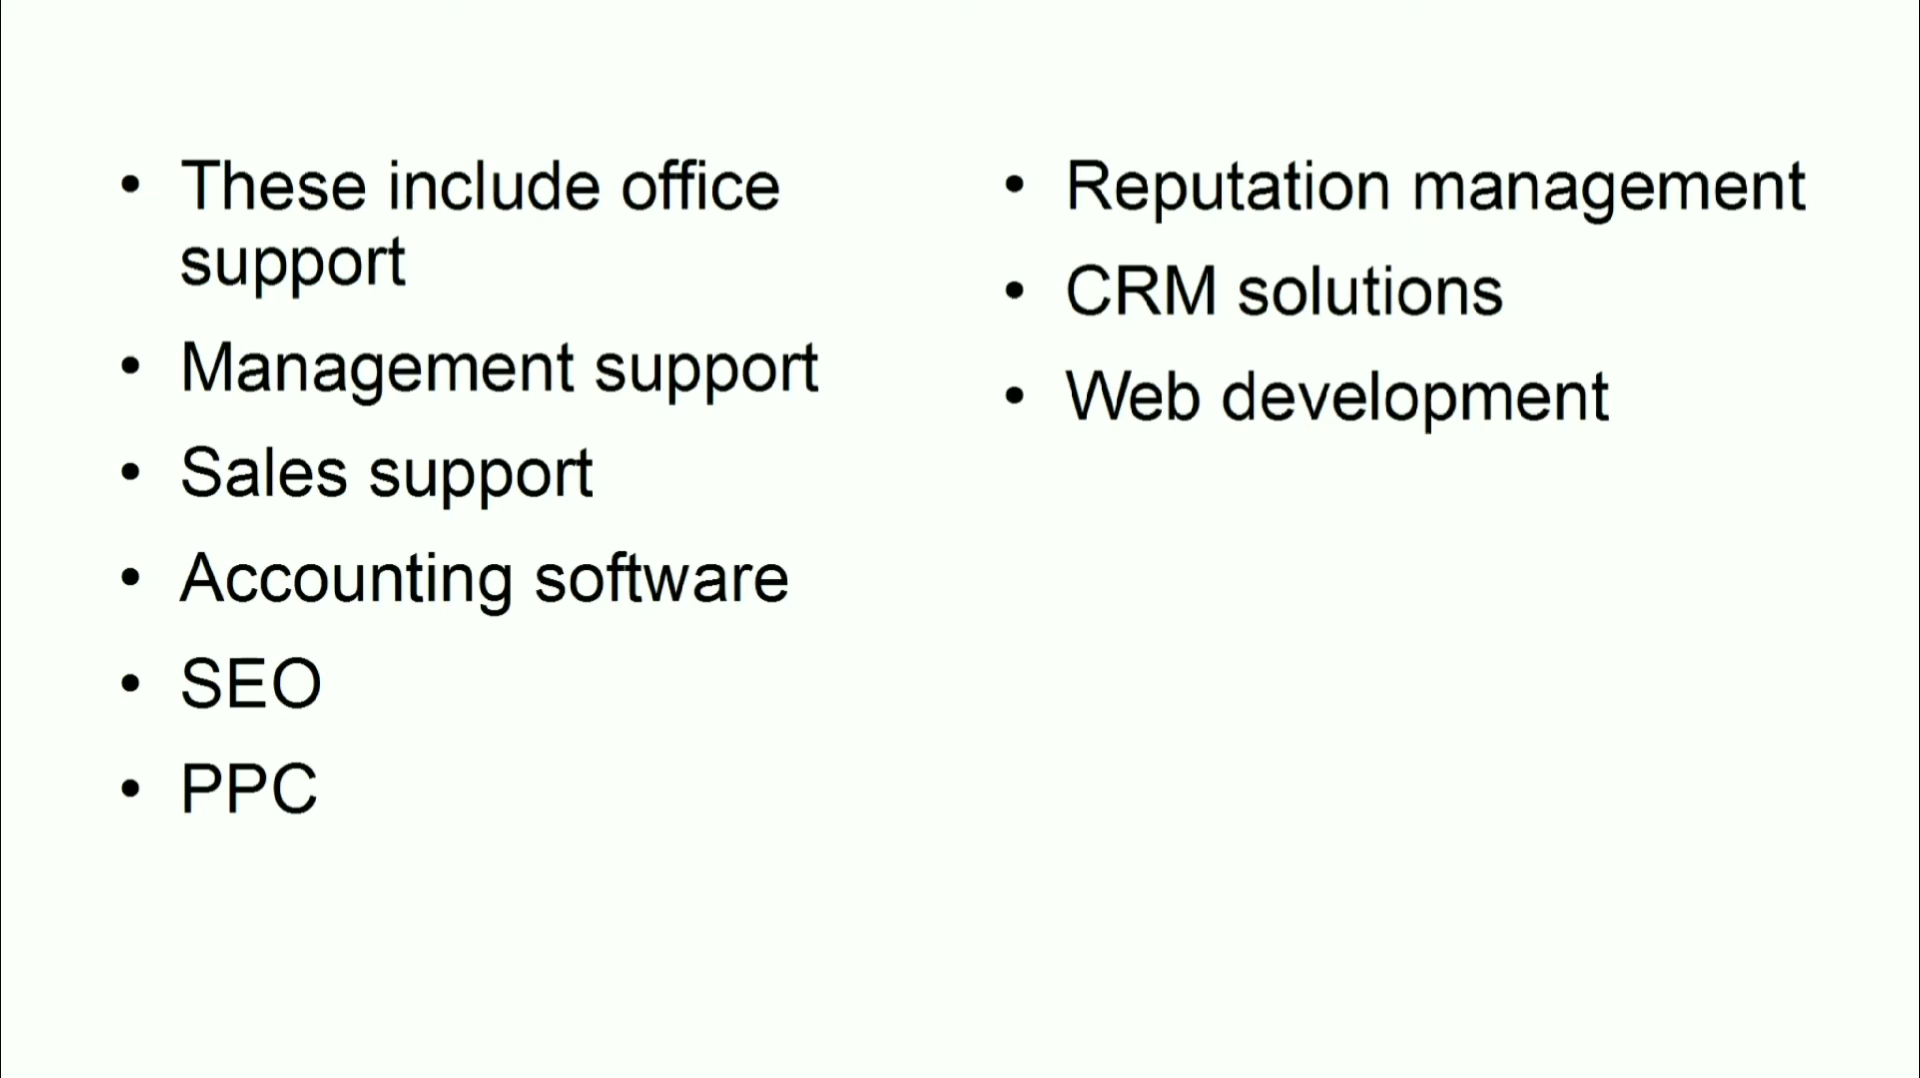 • These include office
support
• Management support
• Sales support
• Accounting software
• SEO
• PPC
• Reputation management
• CRM solutions
• Web development